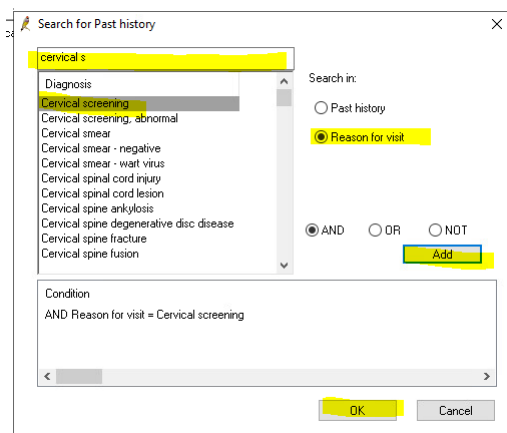 Search for Past history
cervical s
Diagnosis
Cervical screening
Cervical screening, abnormal
Cervical smear
Cervical smear - negative
Cervical smear - wart virus
Cervical spinal cord injury
Cervical spinal cord lesion
Cervical spine ankylosis
Cervical spine degenerative disc disease
Cervical spine fracture
Cervical spine fusion
Search in:
Past history
Reason for visit
AND OR NOT
Add
Condition
AND Reason for visit = Cervical screening
OK Cancel